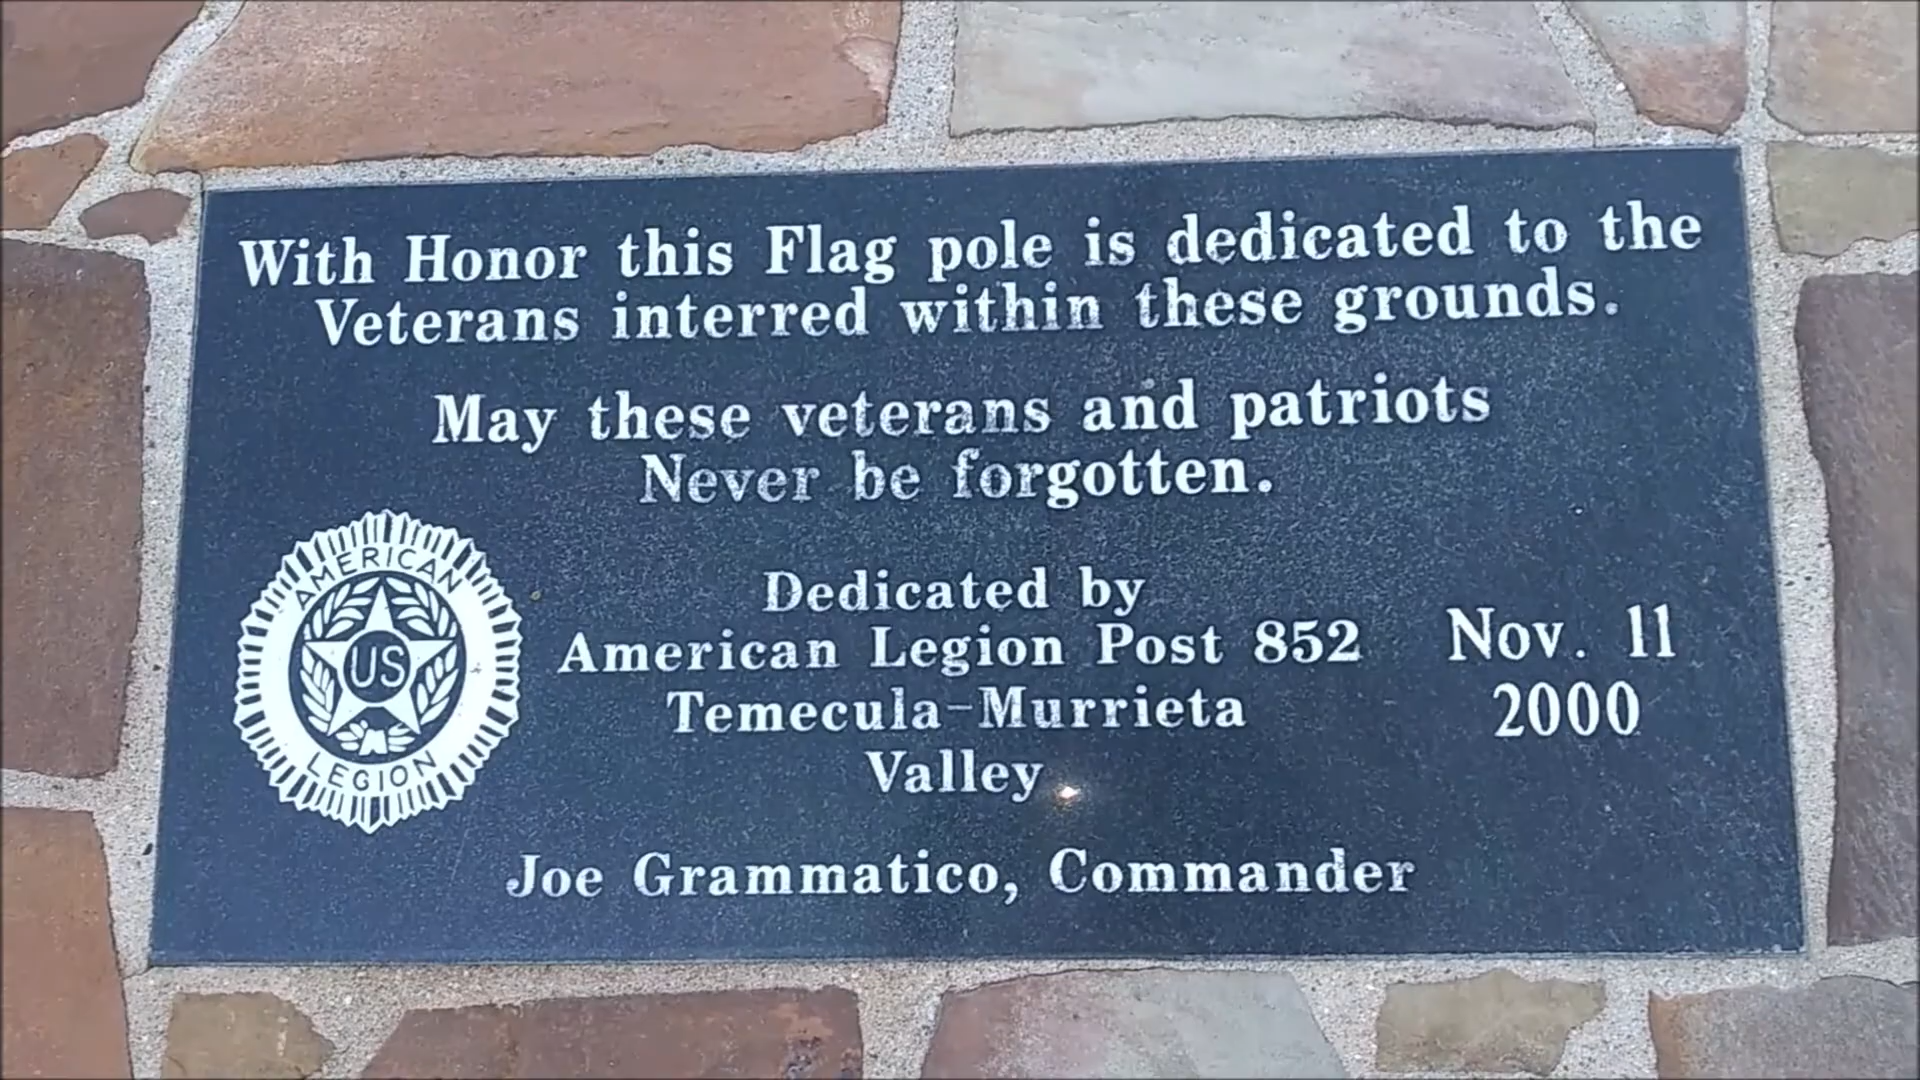 With Honor this Flag pole is dedicated to the
Veterans interred within these grounds.
May these veterans and patriots
Never be forgotten.
AMERICAN
US
LEGION
Dedicated by
American Legion Post 852
Temecula-Murrieta
Valley
Nov. 11
2000
Joe Grammatico, Commander